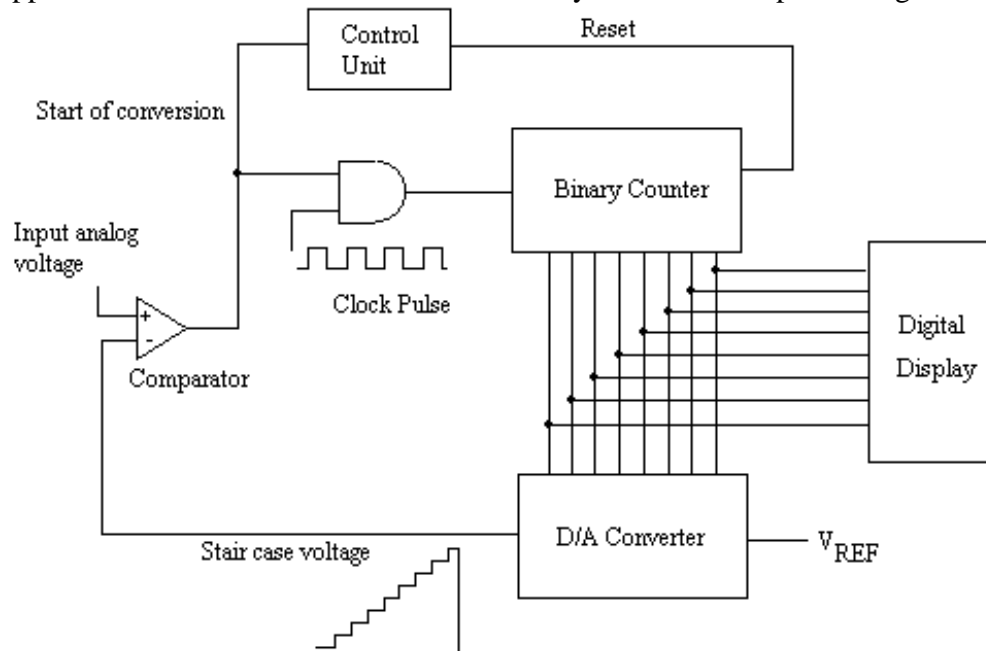 Control
Unit
Reset
Start of conversion
Binary Counter
Input analog
voltage
Clock Pulse
Digital
Display
Comparator
D/A Converter
VREF
Stair case voltage